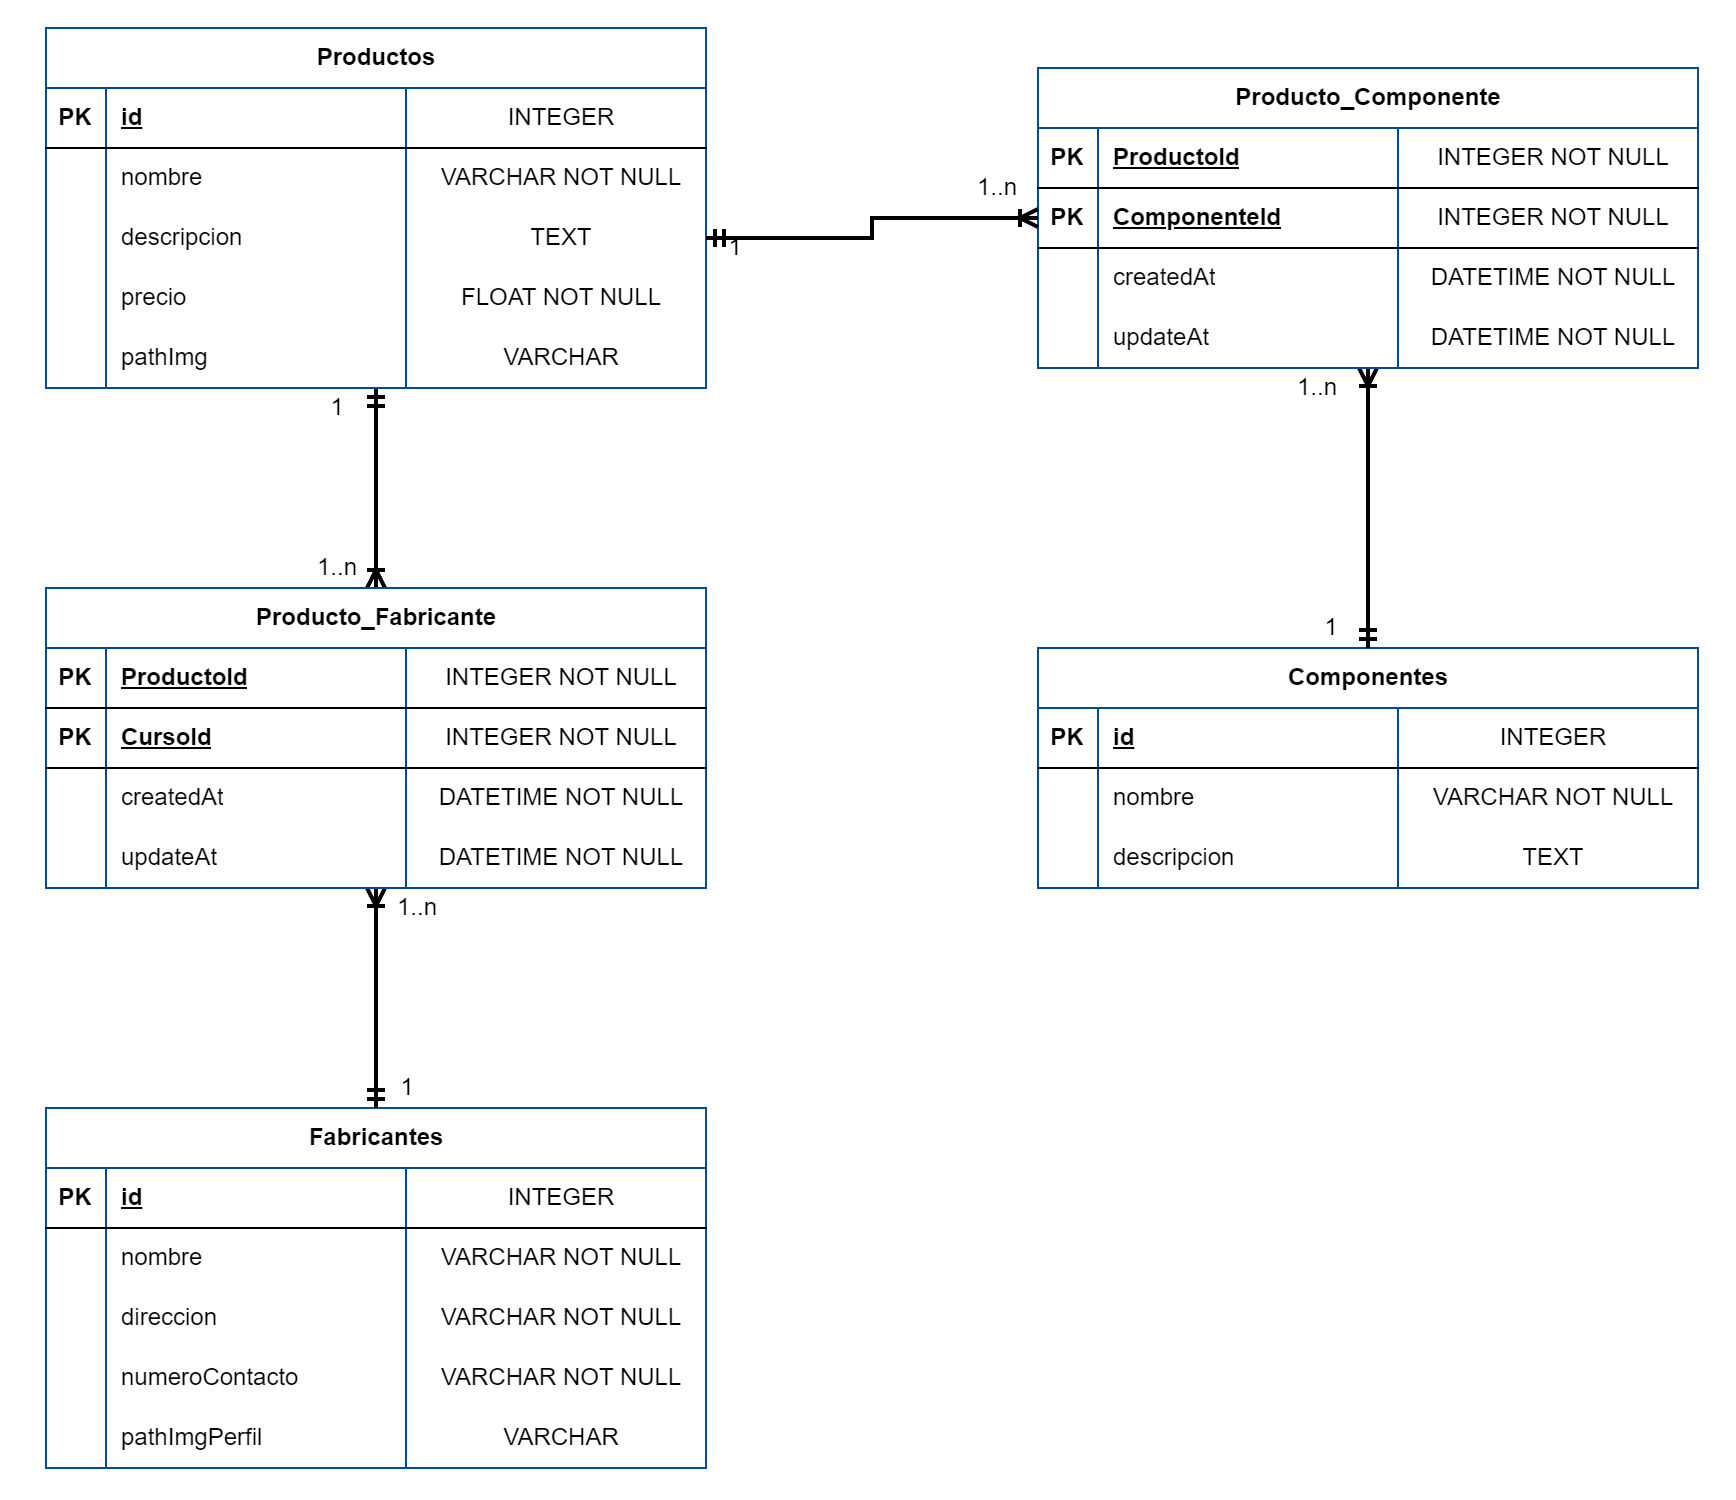 Productos
PK id INTEGER
nombre VARCHAR NOT NULL
descripcion TEXT
precio FLOAT NOT NULL
pathImg VARCHAR
1
1..n
Producto_Componente
PK ProductoId INTEGER NOT NULL
PK ComponenteId INTEGER NOT NULL
createdAt DATETIME NOT NULL
updateAt DATETIME NOT NULL
1
1..n
1..n
1
Producto_Fabricante
PK ProductoId INTEGER NOT NULL
PK CursoId INTEGER NOT NULL
createdAt DATETIME NOT NULL
updateAt DATETIME NOT NULL
Componentes
PK id INTEGER
nombre VARCHAR NOT NULL
descripcion TEXT
1..n
1
Fabricantes
PK id INTEGER
nombre VARCHAR NOT NULL
direccion VARCHAR NOT NULL
numeroContacto VARCHAR NOT NULL
pathImgPerfil VARCHAR